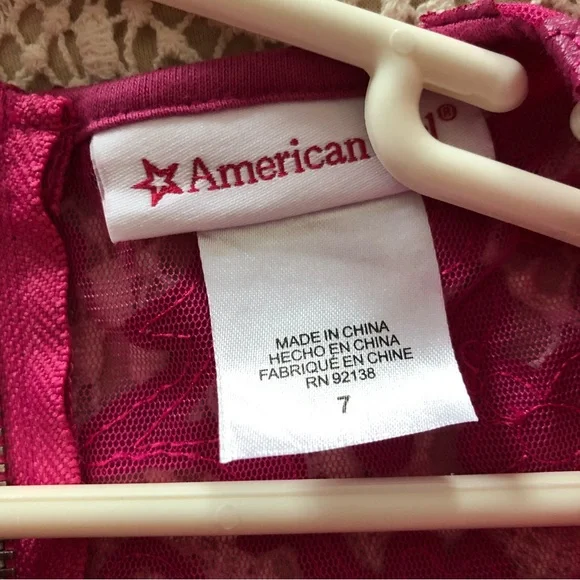 American
MADE IN CHINA
HECHO EN CHINA
FABRIQUÉ EN CHINE
RN 92138
7